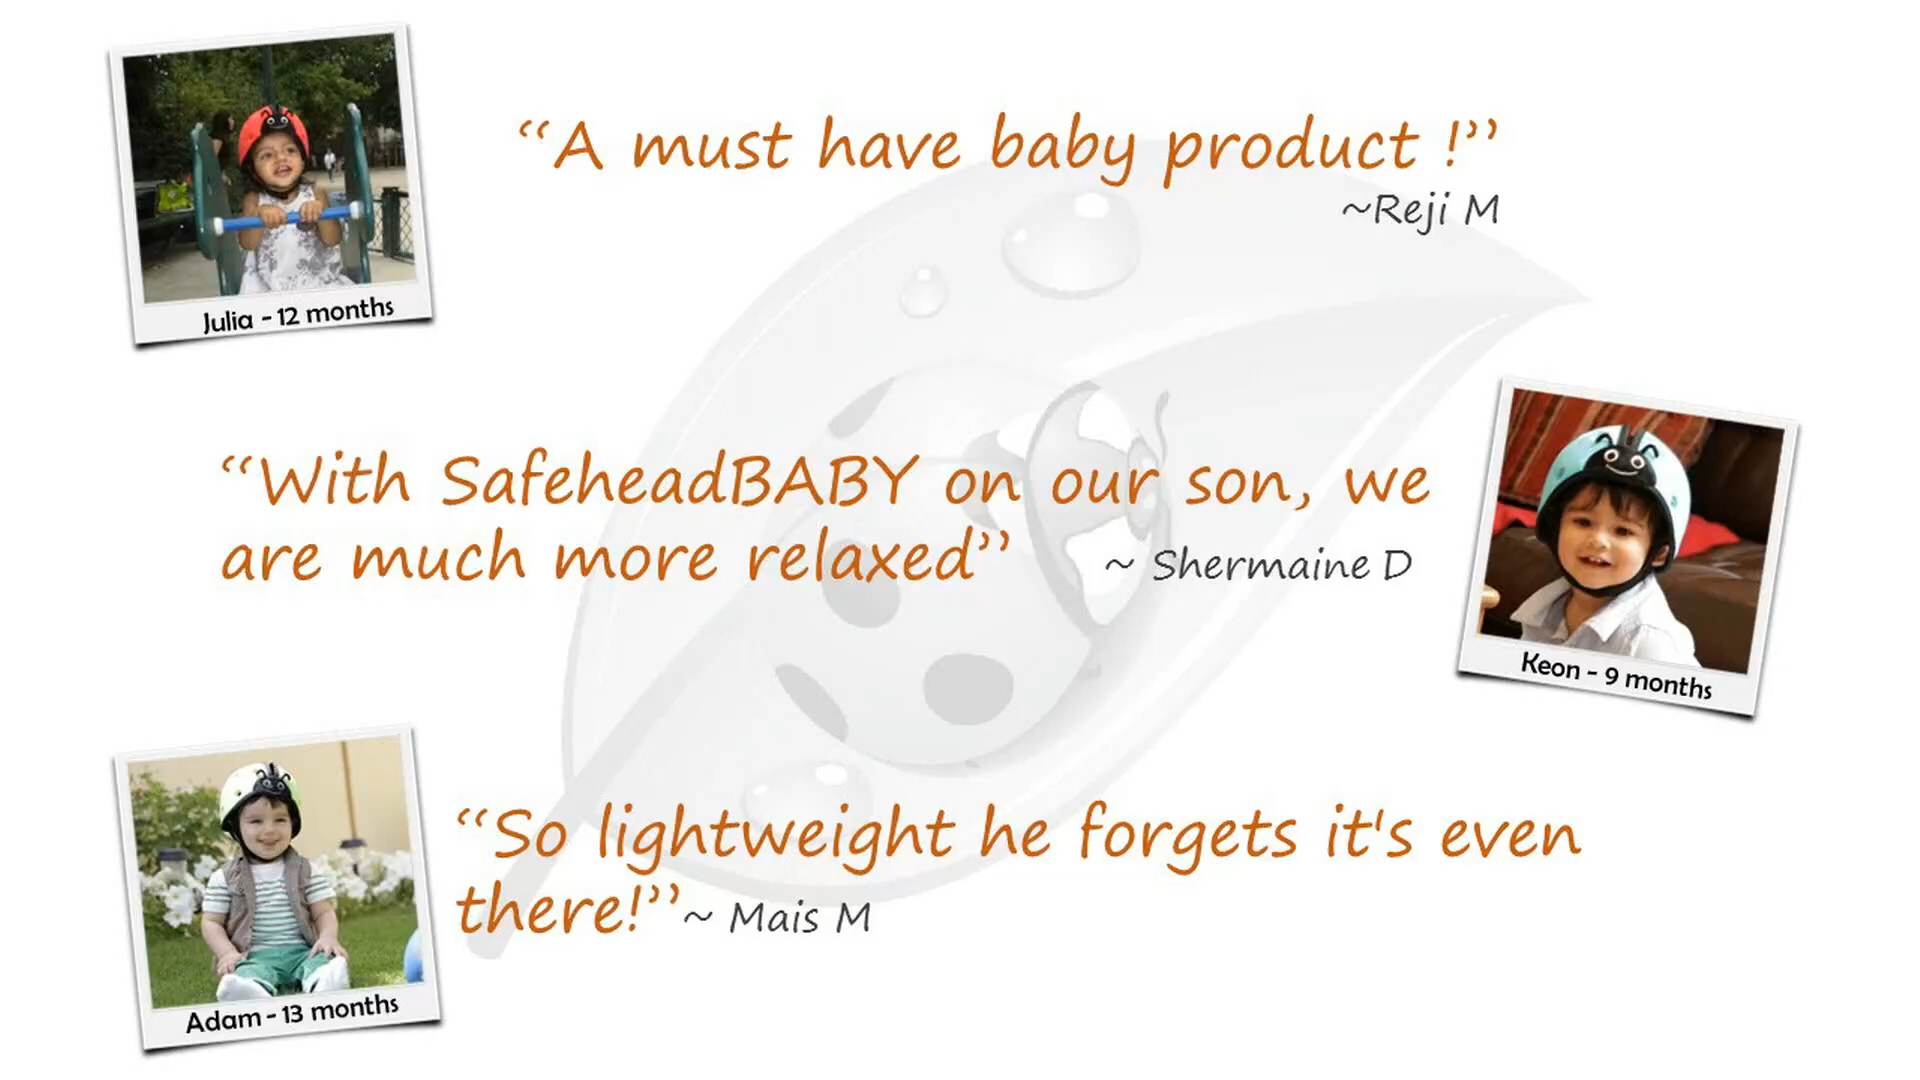 “A must have baby product !”
~Reji M
Julia - 12 months
“With SafeheadBABY on our son, we
are much more relaxed” ~ Shermaine D
Keon - 9 months
“So lightweight he forgets it's even
there!”~ Mais M
Adam - 13 months